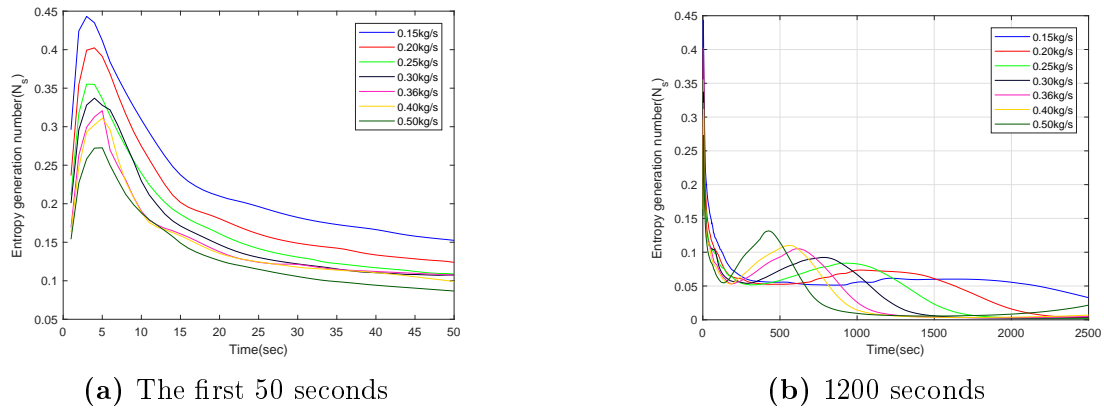 0.45
0.4
0.35
0.3
0.25
0.2
0.15
0.1
0.05
Entropy generation number(N_s)
0 5 10 15 20 25 30 35 40 45 50
Time(sec)
0.15kg/s
0.20kg/s
0.25kg/s
0.30kg/s
0.36kg/s
0.40kg/s
0.50kg/s
(a) The first 50 seconds
0.45
0.4
0.35
0.3
0.25
0.2
0.15
0.1
0.05
0
Entropy generation number(N_s)
0 500 1000 1500 2000 2500
Time(sec)
0.15kg/s
0.20kg/s
0.25kg/s
0.30kg/s
0.36kg/s
0.40kg/s
0.50kg/s
(b) 1200 seconds